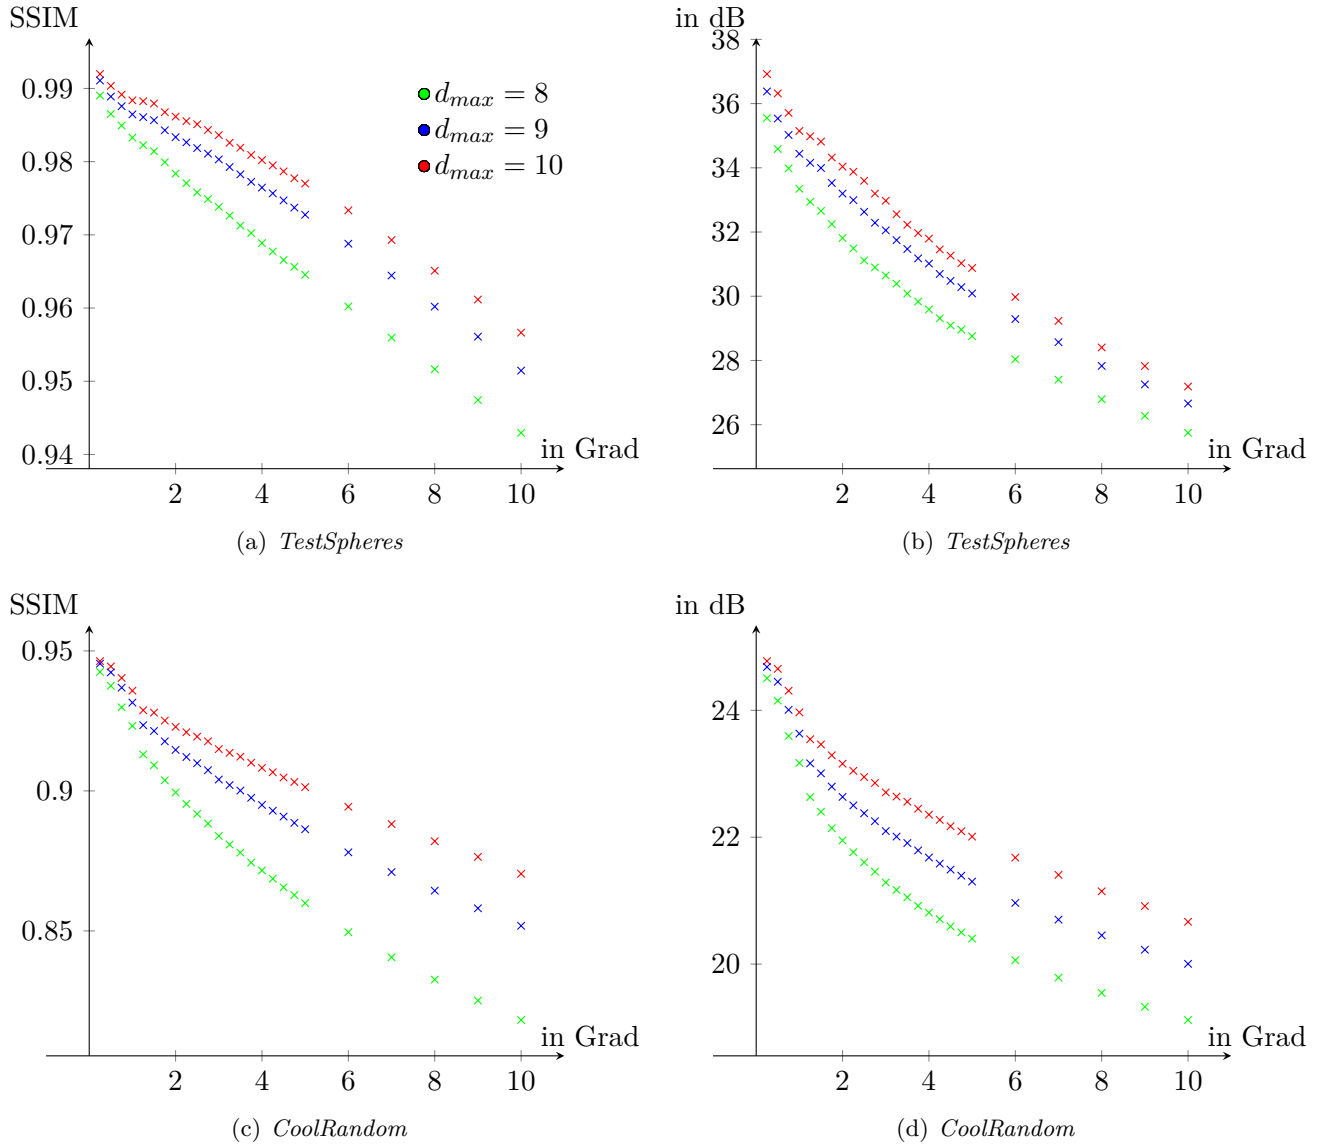 SSIM
0.99
0.98
0.97
0.96
0.95
0.94
d_max = 8
d_max = 9
d_max = 10
in Grad
2 4 6 8 10
(a) TestSpheres
in dB
38
36
34
32
30
28
26
in Grad
2 4 6 8 10
(b) TestSpheres
SSIM
0.95
0.9
0.85
in Grad
2 4 6 8 10
(c) CoolRandom
in dB
24
22
20
in Grad
2 4 6 8 10
(d) CoolRandom